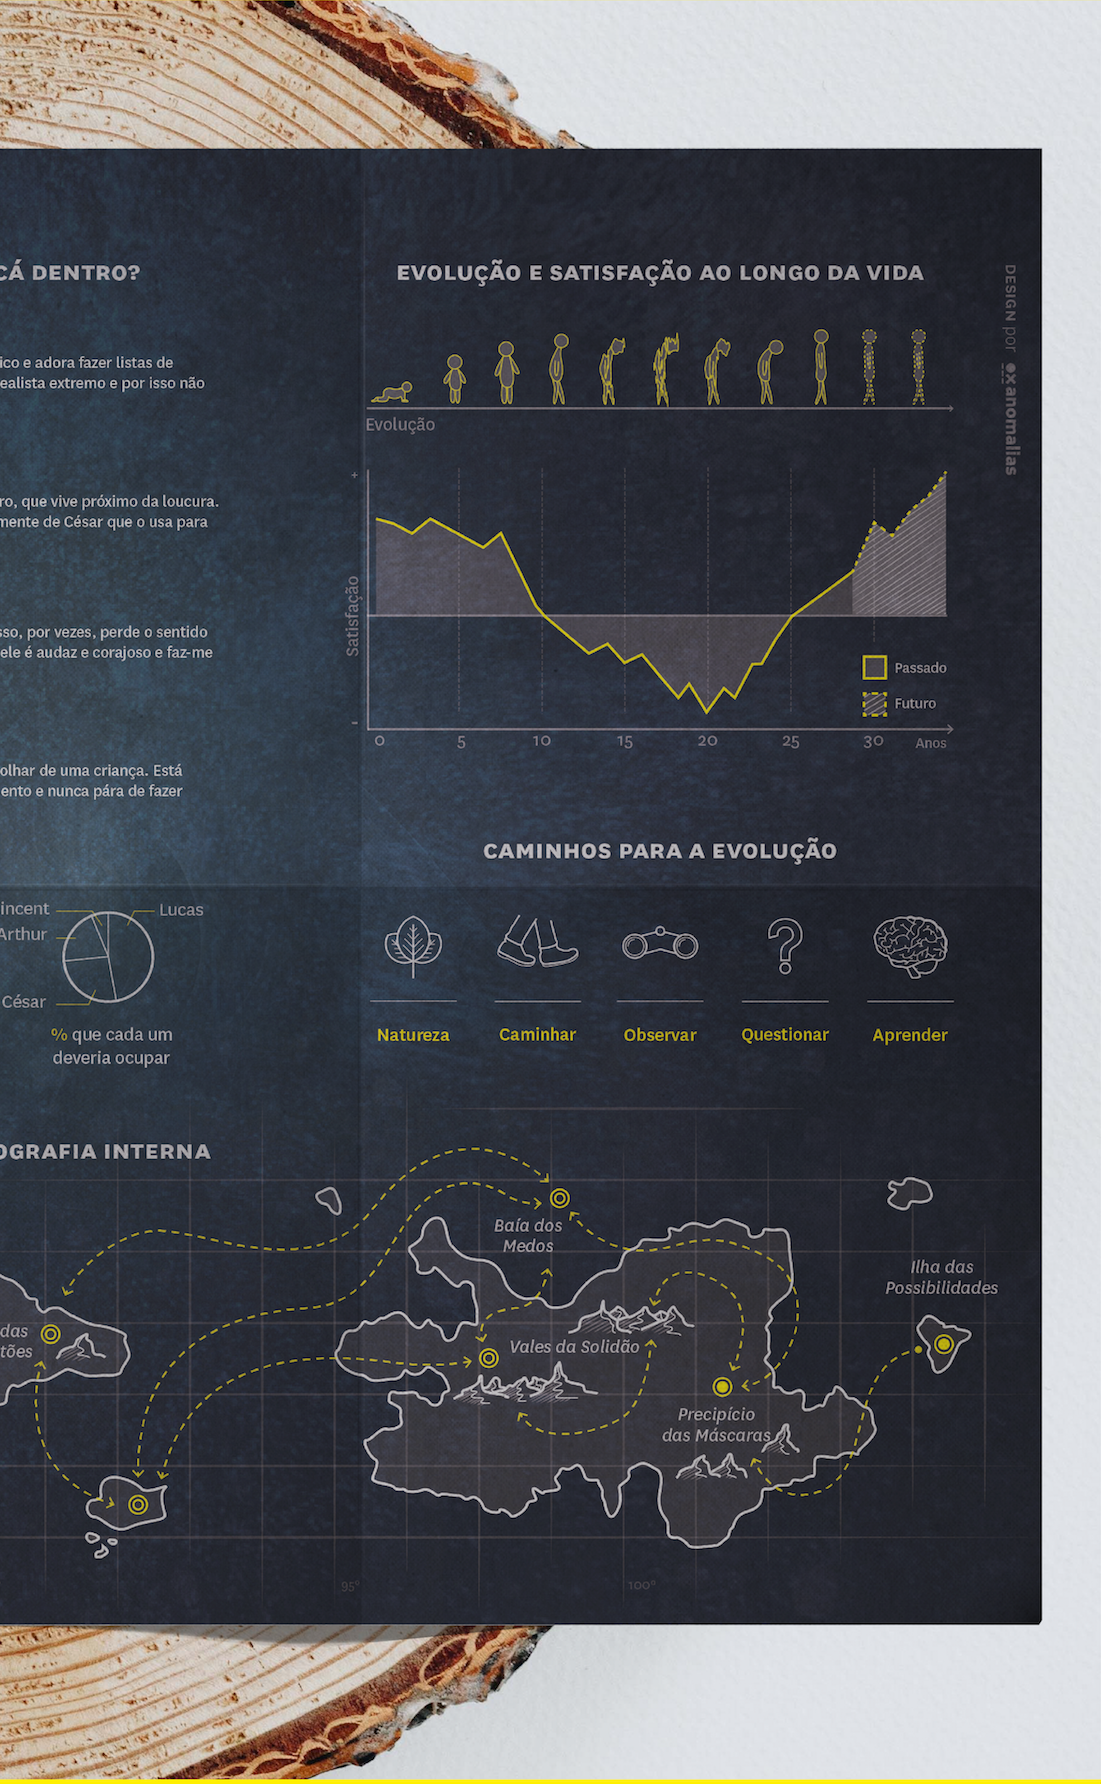 CÁ DENTRO?
ico e adora fazer listas de
ealista extremo e por isso não
ro, que vive próximo da loucura.
mente de César que o usa para
sso, por vezes, perde o sentido
ele é audaz e corajoso e faz-me
olhar de uma criança. Está
ento e nunca pára de fazer
incent
Lucas
Arthur
César
% que cada um
deveria ocupar
EVOLUÇÃO E SATISFAÇÃO AO LONGO DA VIDA
DESIGN por exanomalias
Evolução
+
Satisfação
-
Passado
Futuro
0 5 10 15 20 25 30 Anos
CAMINHOS PARA A EVOLUÇÃO
Natureza Caminhar Observar Questionar Aprender
OGRAFIA INTERNA
Baía dos
Medos
Ilha das
Possibilidades
das
tões
Vales da Solidão
Precipício
das Máscaras
95º
100º